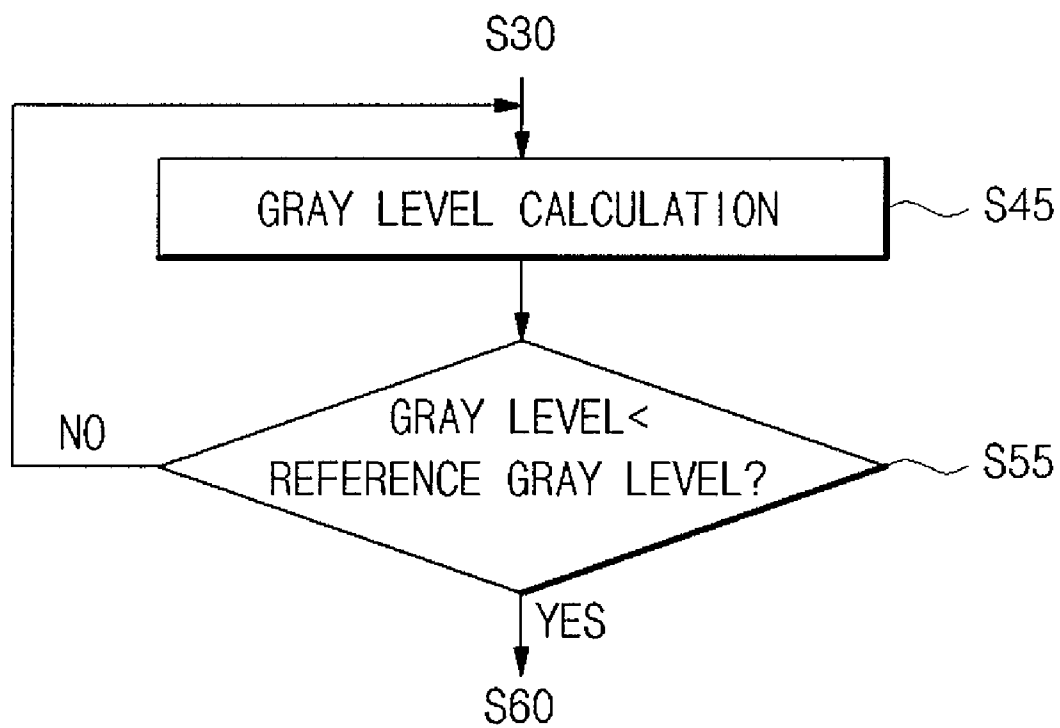 S30
GRAY LEVEL CALCULATION
S45
GRAY LEVEL<
REFERENCE GRAY LEVEL?
S55
NO
YES
S60